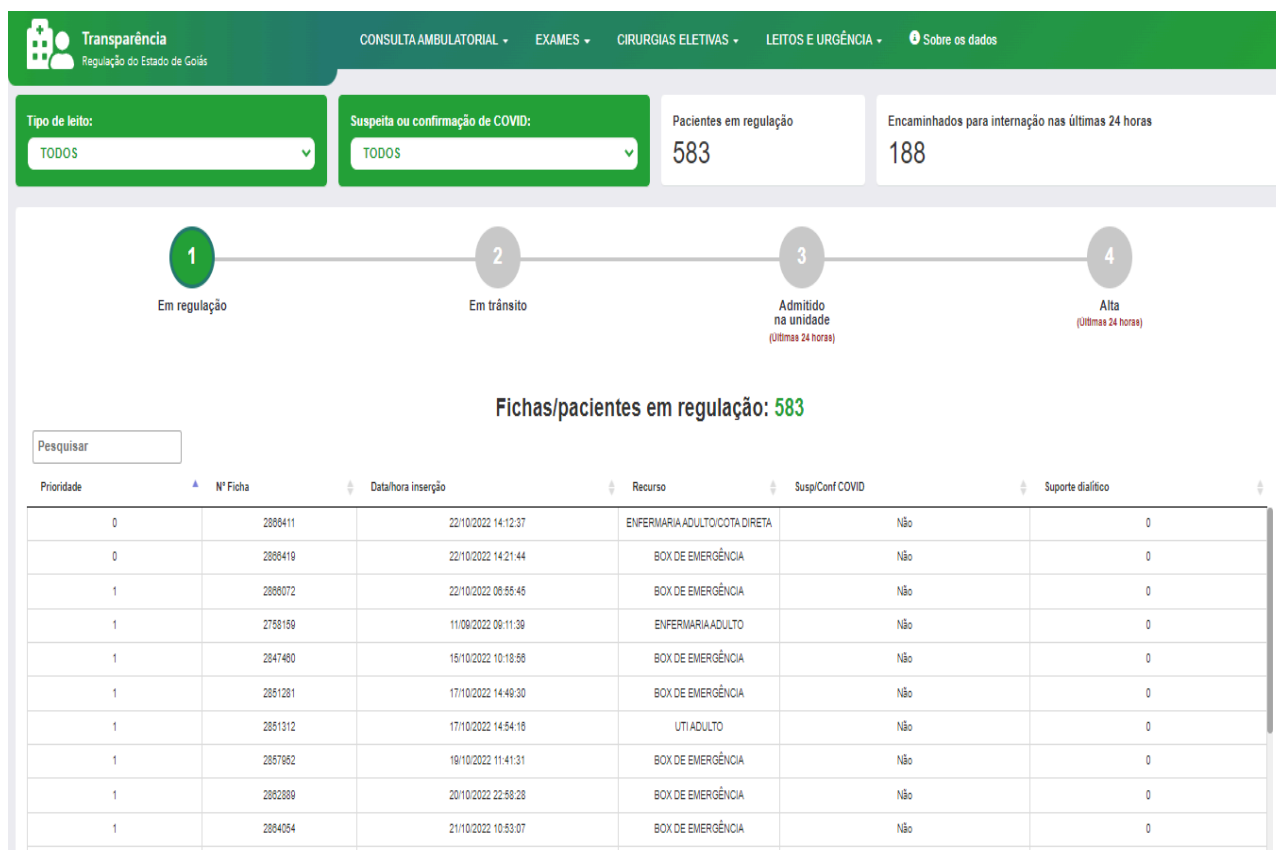 Transparência
Regulação do Estado de Goiás
CONSULTA AMBULATORIAL EXAMES CIRURGIAS ELETIVAS LEITOS E URGÊNCIA Sobre os dados
Tipo de leito: Suspeita ou confirmação de COVID: Pacientes em regulação Encaminhados para internação nas últimas 24 horas
TODOS TODOS 583 188
1 2 3 4
Em regulação Em trânsito Admitido Alta
na unidade (Últimas 24 horas)
(Últimas 24 horas)
Fichas/pacientes em regulação: 583
Pesquisar
Prioridade N° Ficha Data/hora inserção Recurso Susp/Conf COVID Suporte dialítico
0 2866411 22/10/2022 14:12:37 ENFERMARIA ADULTO/COTA DIRETA Não 0
0 2866419 22/10/2022 14:21:44 BOX DE EMERGÊNCIA Não 0
1 2866072 22/10/2022 06:55:45 BOX DE EMERGÊNCIA Não 0
1 2758159 11/09/2022 09:11:39 ENFERMARIA ADULTO Não 0
1 2847460 15/10/2022 10:18:56 BOX DE EMERGÊNCIA Não 0
1 2851281 17/10/2022 14:49:30 BOX DE EMERGÊNCIA Não 0
1 2851312 17/10/2022 14:54:16 UTI ADULTO Não 0
1 2857952 19/10/2022 11:41:31 BOX DE EMERGÊNCIA Não 0
1 2862889 20/10/2022 22:58:28 BOX DE EMERGÊNCIA Não 0
1 2864054 21/10/2022 10:53:07 BOX DE EMERGÊNCIA Não 0